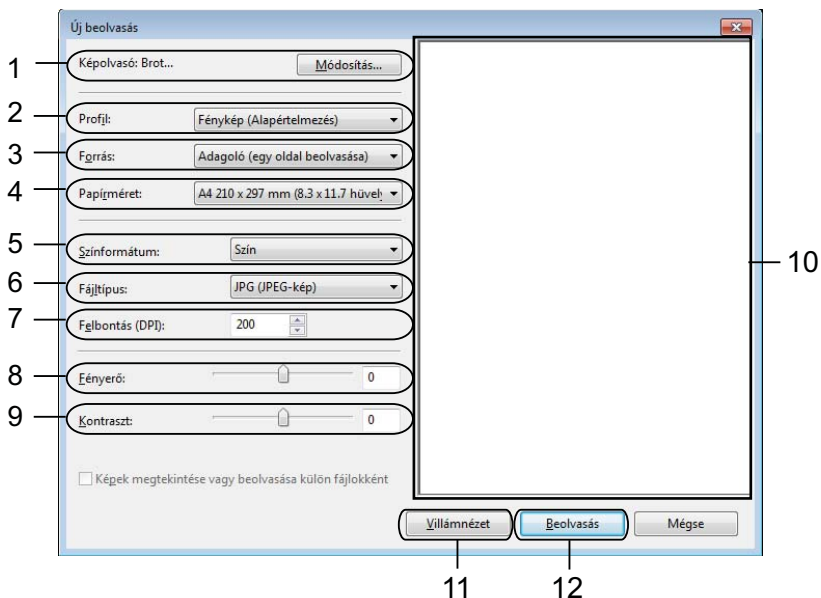 Új beolvasás
1 Képolvasó: Brot... Módosítás...
2 Profil: Fénykép (Alapértelmezés)
3 Forrás: Adagoló (egy oldal beolvasása)
4 Papírméret: A4 210 x 297 mm (8.3 x 11.7 hüvely
5 Színformátum: Szín
10
6 Fájltípus: JPG (JPEG-kép)
7 Felbontás (DPI): 200
8 Fényerő: 0
9 Kontraszt: 0
Képek megtekintése vagy beolvasása külön fájlokként
Villámnézet Beolvasás Mégse
11 12